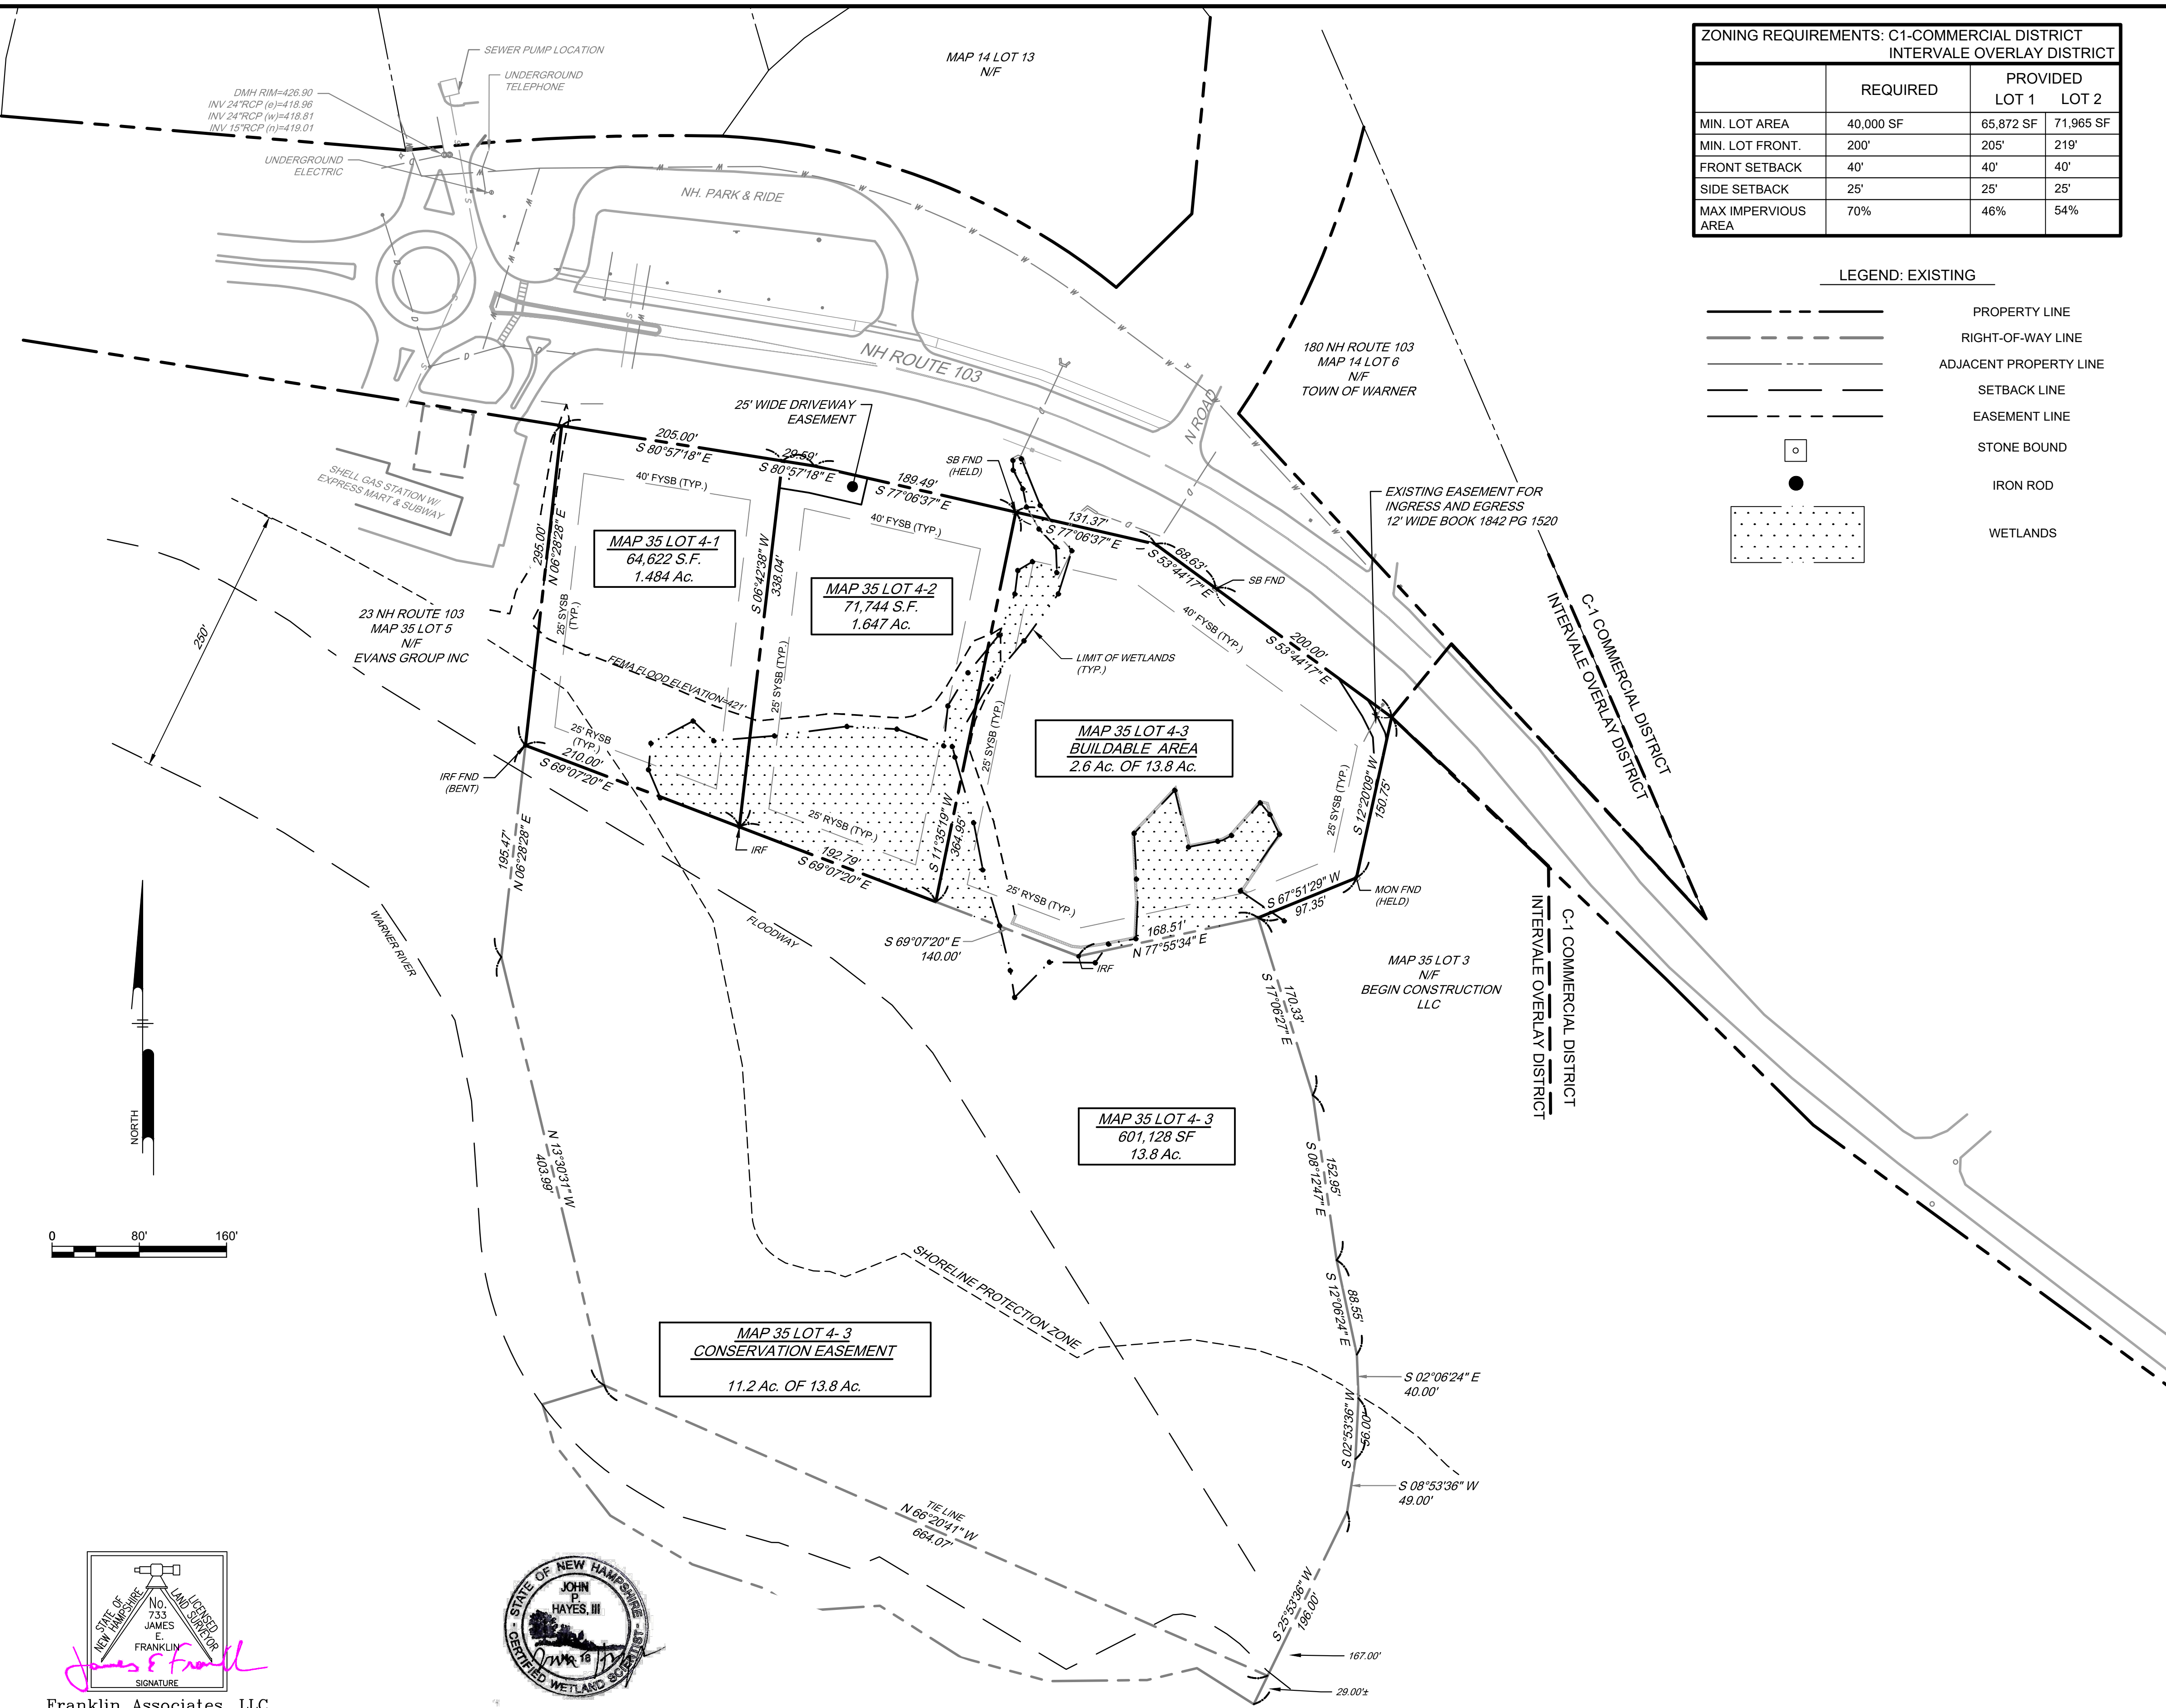 ZONING REQUIREMENTS: C1-COMMERCIAL DISTRICT
INTERVALE OVERLAY DISTRICT
REQUIRED
PROVIDED
LOT 1 LOT 2
MIN. LOT AREA 40,000 SF 65,872 SF 71,965 SF
MIN. LOT FRONT. 200' 205' 219'
FRONT SETBACK 40' 40' 40'
SIDE SETBACK 25' 25' 25'
MAX IMPERVIOUS 70% 46% 54%
AREA
LEGEND: EXISTING
PROPERTY LINE
RIGHT-OF-WAY LINE
ADJACENT PROPERTY LINE
SETBACK LINE
EASEMENT LINE
STONE BOUND
IRON ROD
WETLANDS
SEWER PUMP LOCATION
UNDERGROUND
TELEPHONE
DMH RIM=426.90
INV 24"RCP (e)=418.96
INV 24"RCP (w)=418.81
INV 15"RCP (n)=419.01
UNDERGROUND
ELECTRIC
MAP 14 LOT 13
N/F
NH. PARK & RIDE
NH ROUTE 103
N ROAD
180 NH ROUTE 103
MAP 14 LOT 6
N/F
TOWN OF WARNER
25' WIDE DRIVEWAY
EASEMENT
205.00'
S 80°57'18" E
29.59'
S 80°57'18" E
189.49'
S 77°06'37" E
SB FND
(HELD)
131.37'
S 77°06'37" E
68.63'
S 53°44'17" E
SB FND
200.00'
S 53°44'17" E
EXISTING EASEMENT FOR
INGRESS AND EGRESS
12' WIDE BOOK 1842 PG 1520
SHELL GAS STATION W/
EXPRESS MART & SUBWAY
40' FYSB (TYP.)
40' FYSB (TYP.)
40' FYSB (TYP.)
295.00'
N 06°28'28" E
MAP 35 LOT 4-1
64,622 S.F.
1.484 Ac.
S 06°42'38" W
338.04'
MAP 35 LOT 4-2
71,744 S.F.
1.647 Ac.
25' SYSB
(TYP.)
25' SYSB (TYP.)
25' SYSB (TYP.)
25' SYSB (TYP.)
23 NH ROUTE 103
MAP 35 LOT 5
N/F
EVANS GROUP INC
250'
FEMA FLOOD ELEVATION=421'
LIMIT OF WETLANDS
(TYP.)
MAP 35 LOT 4-3
BUILDABLE AREA
2.6 Ac. OF 13.8 Ac.
25' RYSB
(TYP.)
210.00'
S 69°07'20" E
IRF FND
(BENT)
25' RYSB (TYP.)
192.79'
S 69°07'20" E
IRF
S 11°35'19" W
364.95'
25' RYSB (TYP.)
S 69°07'20" E
140.00'
168.51'
N 77°55'34" E
IRF
S 67°51'29" W
97.35'
S 12°20'09" W
150.75'
MON FND
(HELD)
C-1 COMMERCIAL DISTRICT
INTERVALE OVERLAY DISTRICT
C-1 COMMERCIAL DISTRICT
INTERVALE OVERLAY DISTRICT
MAP 35 LOT 3
N/F
BEGIN CONSTRUCTION
LLC
195.47'
N 06°28'28" E
WARNER RIVER
FLOODWAY
170.33'
S 17°06'27" E
MAP 35 LOT 4- 3
601,128 SF
13.8 Ac.
152.95'
S 08°12'47" E
NORTH
N 13°30'31" W
403.99'
0 80' 160'
SHORELINE PROTECTION ZONE
88.55'
S 12°06'24" E
MAP 35 LOT 4- 3
CONSERVATION EASEMENT
11.2 Ac. OF 13.8 Ac.
S 02°06'24" E
40.00'
S 02°53'36" W
56.00'
S 08°53'36" W
49.00'
TIE LINE
N 66°20'41" W
664.07'
S 25°53'36" W
196.00'
167.00'
29.00'±
STATE OF
NEW HAMPSHIRE
LICENSED
LAND SURVEYOR
No.
733
JAMES
E.
FRANKLIN
James E Franklin
SIGNATURE
Franklin Associates, LLC
STATE OF NEW HAMPSHIRE
JOHN
P.
HAYES, III
No. 18
CERTIFIED WETLAND SCIENTIST